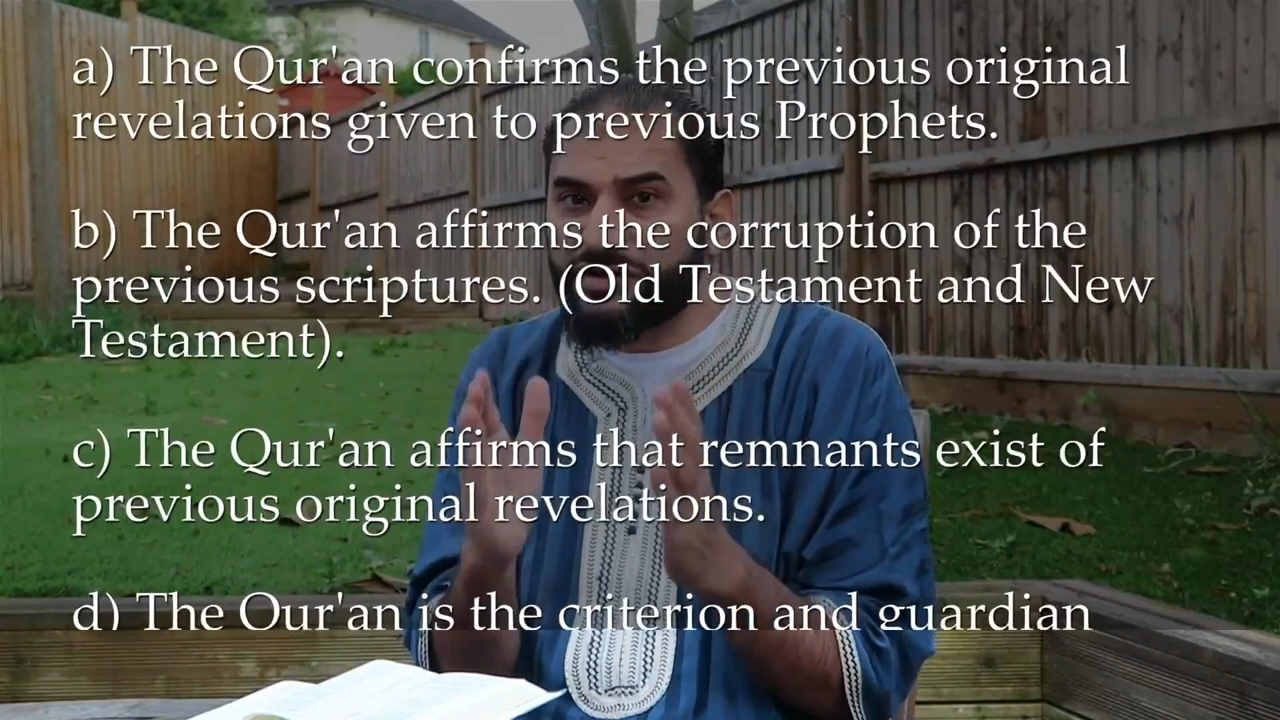 a) The Qur'an confirms the previous original
revelations given to previous Prophets.
b) The Qur'an affirms the corruption of the
previous scriptures. (Old Testament and New
Testament).
c) The Qur'an affirms that remnants exist of
previous original revelations.
d) The Qur'an is the criterion and guardian